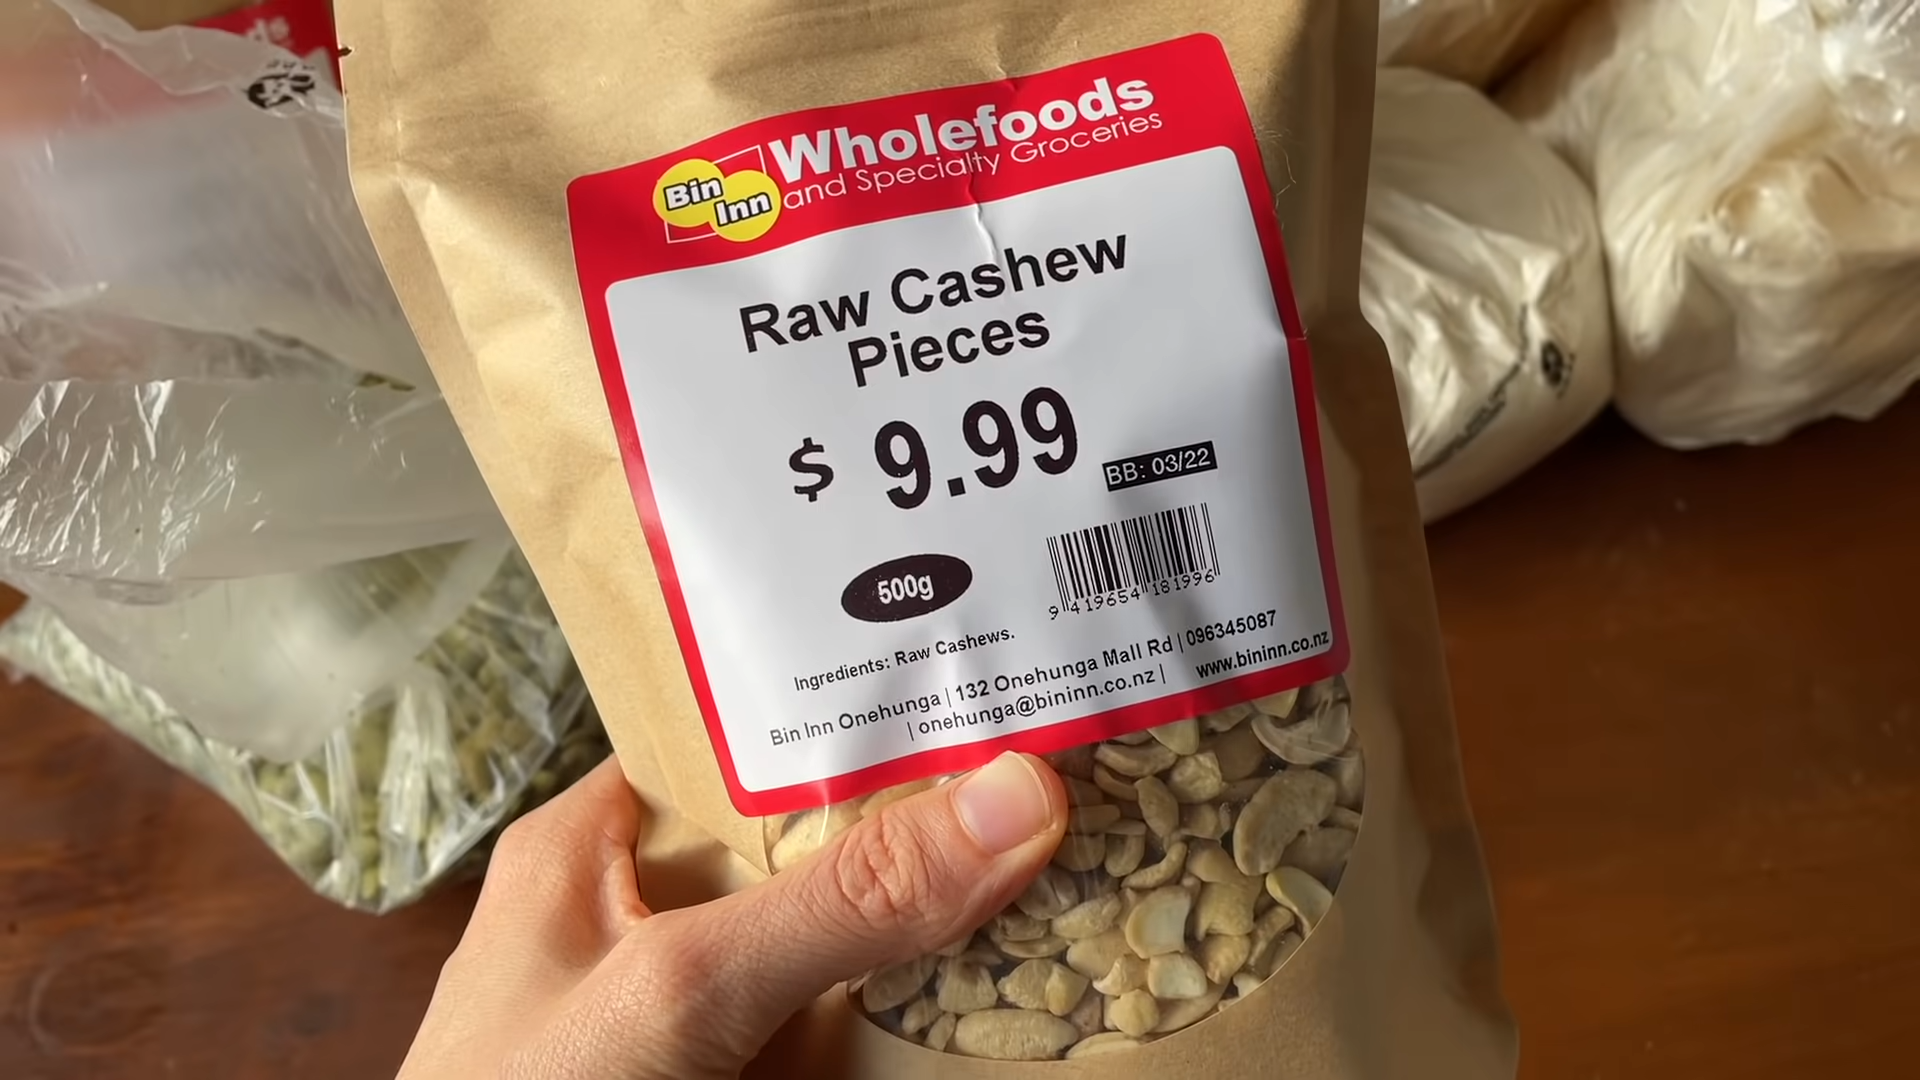 ds
Bin
Inn
Wholefoods
and Specialty Groceries
Raw Cashew
Pieces
$ 9.99
BB: 03/22
500g
9 419654 181996
Ingredients: Raw Cashews.
Bin Inn Onehunga | 132 Onehunga Mall Rd | 096345087
| onehunga@bininn.co.nz | www.bininn.co.nz